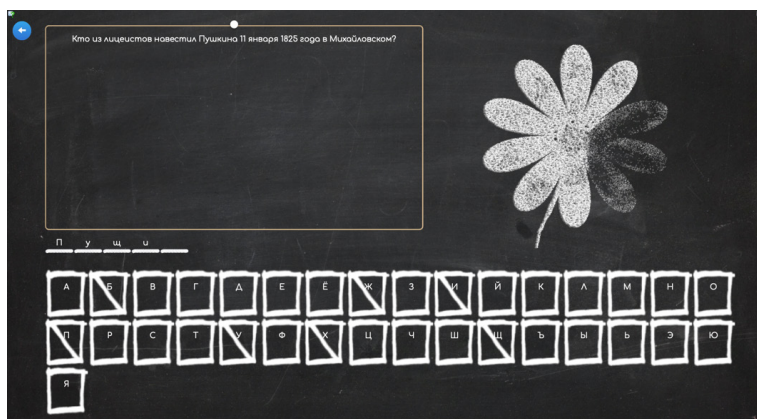 Кто из лицеистов навестил Пушкина 11 января 1825 года в Михайловском?
П у щ и
А Б В Г Д Е Ё Ж З И Й К Л М Н О
П Р С Т У Ф Х Ц Ч Ш Щ Ъ Ы Ь Э Ю
Я